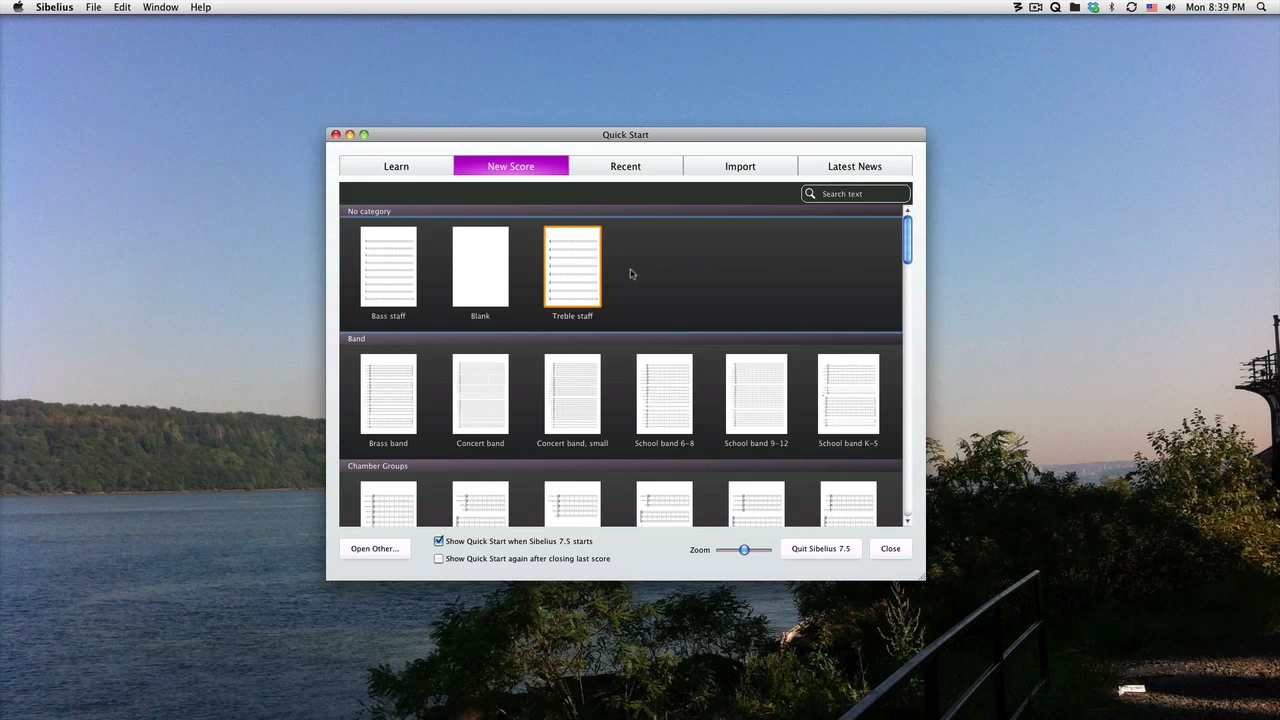 Sibelius File Edit Window Help Mon 8:39 PM
Quick Start
Learn New Score Recent Import Latest News
Search text
No category
Bass staff Blank Treble staff
Band
Brass band Concert band Concert band, small School band 6-8 School band 9-12 School band K-5
Chamber Groups
Open Other... Show Quick Start when Sibelius 7.5 starts Zoom Quit Sibelius 7.5 Close
Show Quick Start again after closing last score